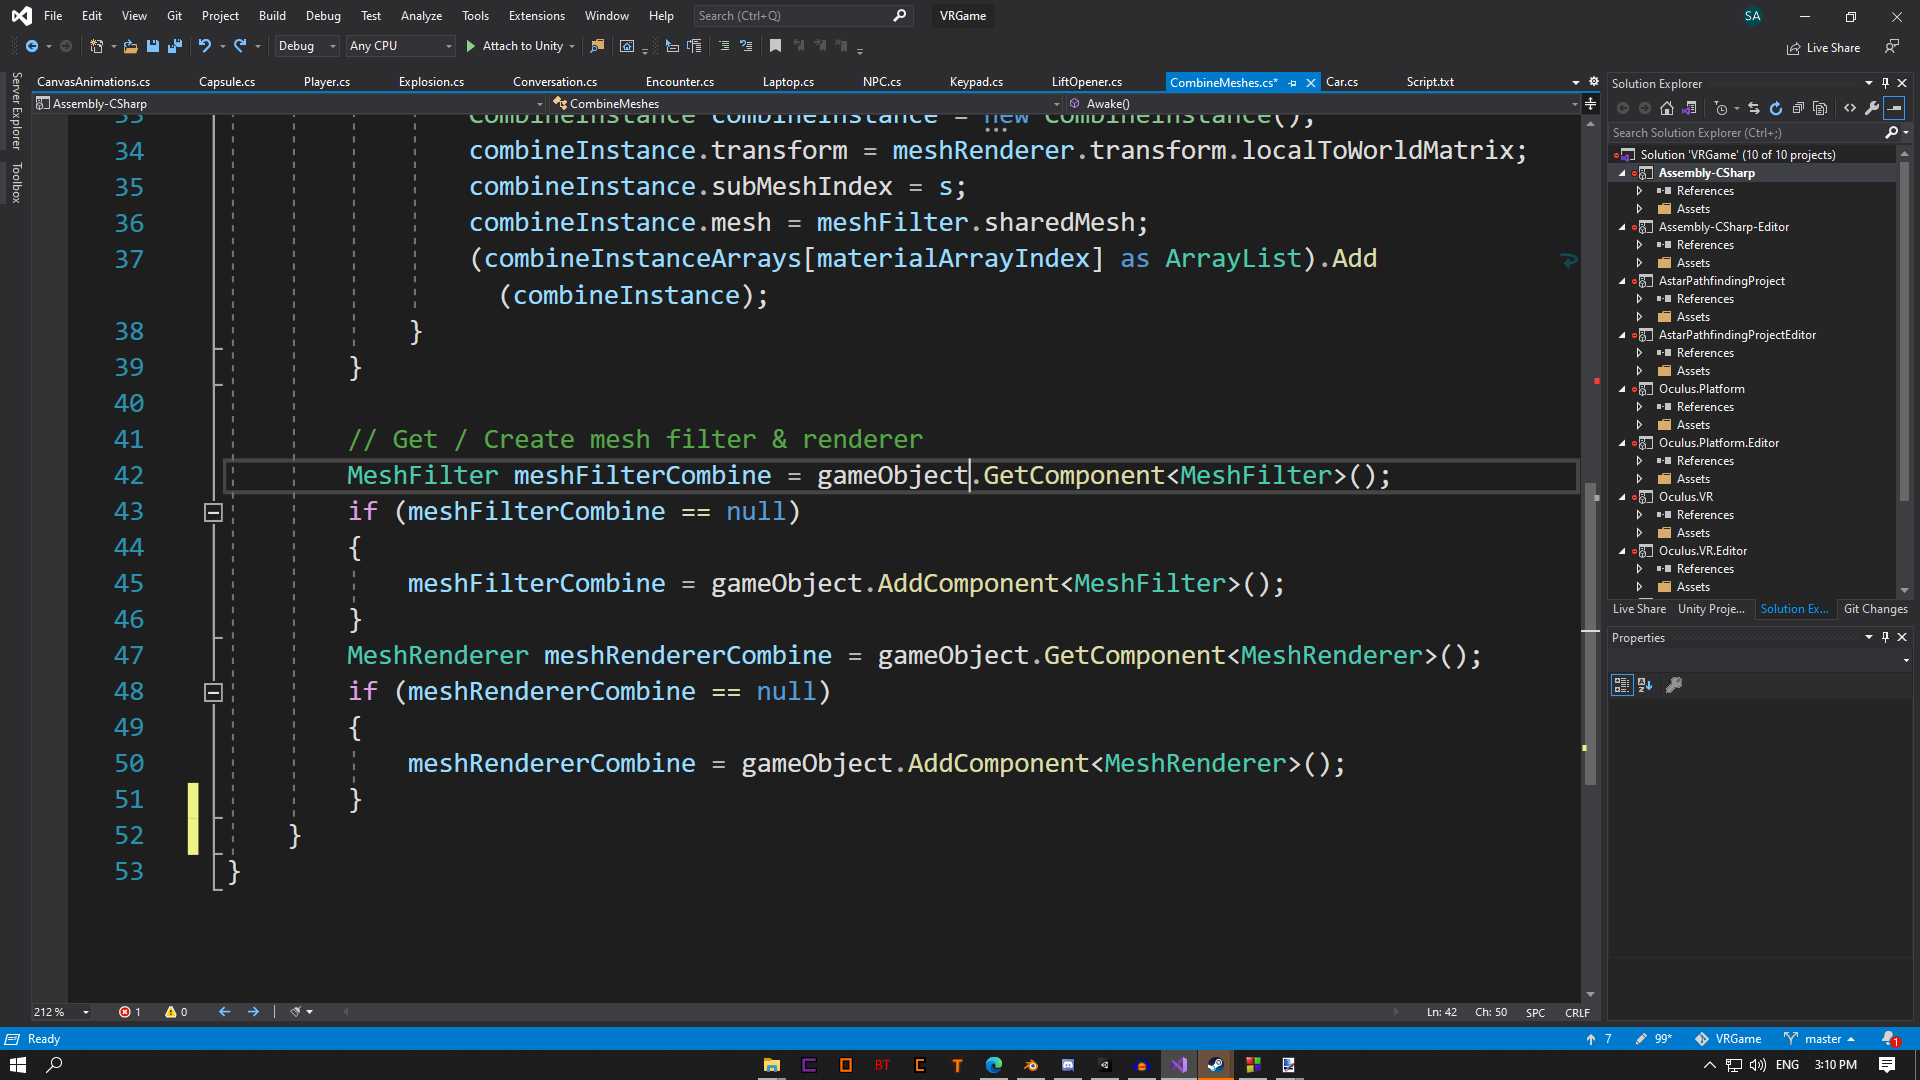 File Edit View Git Project Build Debug Test Analyze Tools Extensions Window Help Search (Ctrl+Q) VRGame SA
Debug Any CPU Attach to Unity Live Share
CanvasAnimations.cs Capsule.cs Player.cs Explosion.cs Conversation.cs Encounter.cs Laptop.cs NPC.cs Keypad.cs LiftOpener.cs CombineMeshes.cs* Car.cs Script.txt
Assembly-CSharp CombineMeshes Awake()
Server Explorer
Toolbox
33 CombineInstance combineInstance = new CombineInstance();
34 combineInstance.transform = meshRenderer.transform.localToWorldMatrix;
35 combineInstance.subMeshIndex = s;
36 combineInstance.mesh = meshFilter.sharedMesh;
37 (combineInstanceArrays[materialArrayIndex] as ArrayList).Add
(combineInstance);
38 }
39 }
40
41 // Get / Create mesh filter & renderer
42 MeshFilter meshFilterCombine = gameObject.GetComponent<MeshFilter>();
43 if (meshFilterCombine == null)
44 {
45 meshFilterCombine = gameObject.AddComponent<MeshFilter>();
46 }
47 MeshRenderer meshRendererCombine = gameObject.GetComponent<MeshRenderer>();
48 if (meshRendererCombine == null)
49 {
50 meshRendererCombine = gameObject.AddComponent<MeshRenderer>();
51 }
52 }
53 }
212 % 1 0 Ln: 42 Ch: 50 SPC CRLF
Solution Explorer
Search Solution Explorer (Ctrl+;)
Solution 'VRGame' (10 of 10 projects)
Assembly-CSharp
References
Assets
Assembly-CSharp-Editor
References
Assets
AstarPathfindingProject
References
Assets
AstarPathfindingProjectEditor
References
Assets
Oculus.Platform
References
Assets
Oculus.Platform.Editor
References
Assets
Oculus.VR
References
Assets
Oculus.VR.Editor
References
Assets
Live Share Unity Proje... Solution Ex... Git Changes
Properties
Ready 7 99* VRGame master 1
BT ENG 3:10 PM